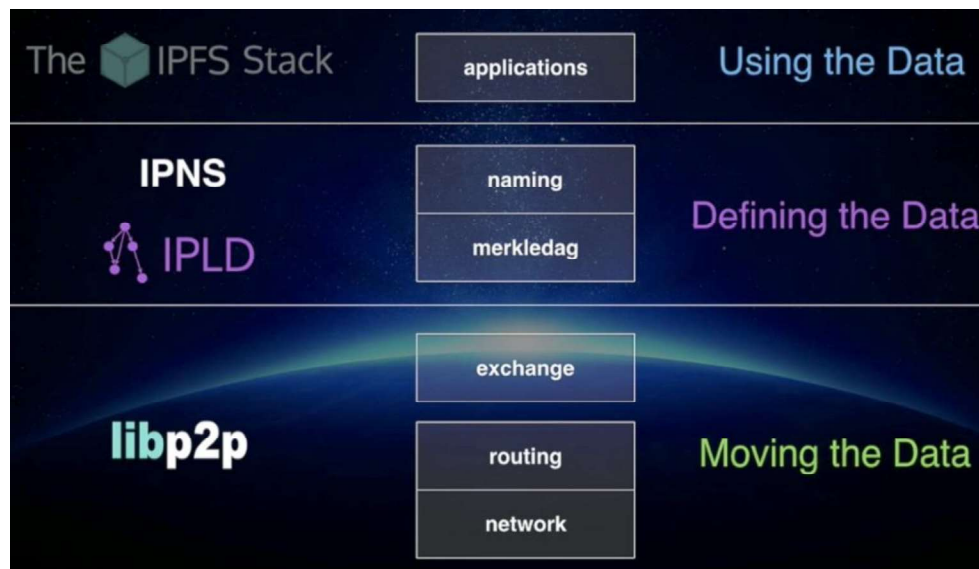 The IPFS Stack
applications
Using the Data
IPNS
naming
Defining the Data
IPLD
merkledag
exchange
libp2p
routing
Moving the Data
network